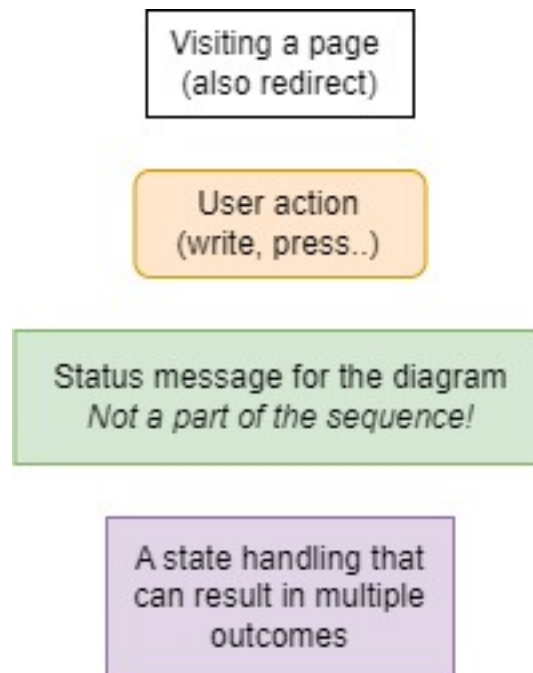 Visiting a page
(also redirect)
User action
(write, press..)
Status message for the diagram
Not a part of the sequence!
A state handling that
can result in multiple
outcomes